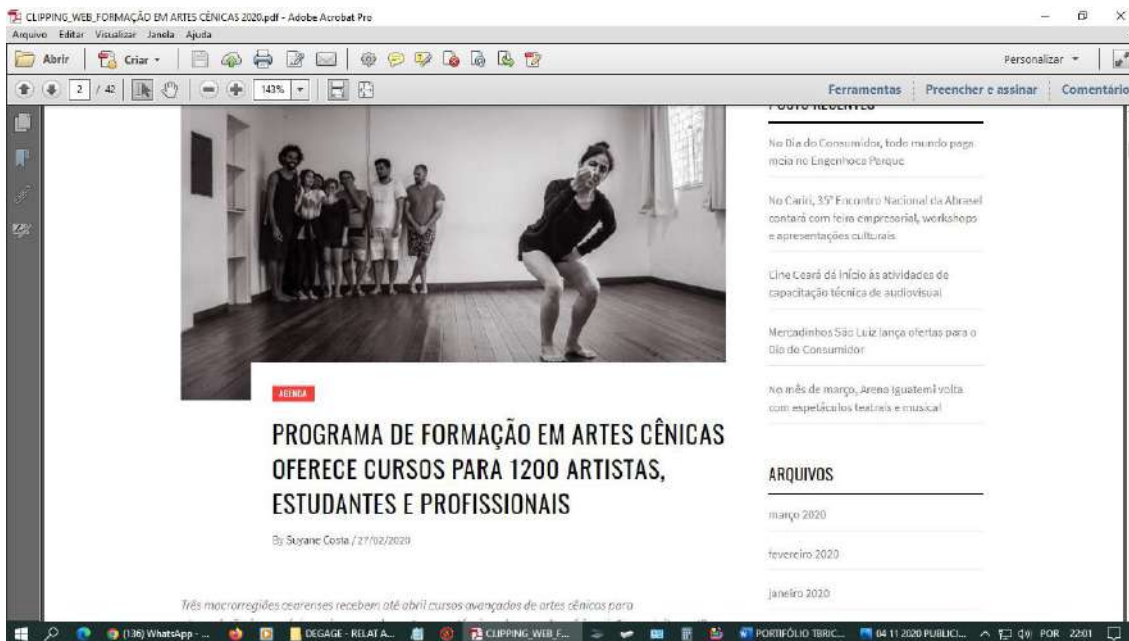 CLIPPING_WEB_FORMAÇÃO EM ARTES CÊNICAS 2020.pdf - Adobe Acrobat Pro
Arquivo Editar Visualizar Janela Ajuda
Abrir Criar Personalizar
2 / 42 143% Ferramentas Preencher e assinar Comentário
POSTS RECENTES
No Dia do Consumidor, todo mundo paga
meia no Engenhoca Parque
No Cariri, 35º Encontro Nacional da Abrasel
contará com feira empresarial, workshops
e apresentações culturais
Cine Ceará dá início às atividades de
capacitação técnica de audiovisual
Mercadinhos São Luiz lança ofertas para o
Dia do Consumidor
No mês de março, Arena Iguatemi volta
com espetáculos teatrais e musical
AGENDA
PROGRAMA DE FORMAÇÃO EM ARTES CÊNICAS
OFERECE CURSOS PARA 1200 ARTISTAS,
ESTUDANTES E PROFISSIONAIS
By Suyane Costa / 27/02/2020
ARQUIVOS
março 2020
fevereiro 2020
janeiro 2020
Três macrorregiões cearenses recebem até abril cursos avançados de artes cênicas para
(136) WhatsApp - ... DEGAGE - RELAT A... CLIPPING_WEB_F... PORTIFÓLIO TBRIC... 04 11 2020 PUBLICI... POR 22:01